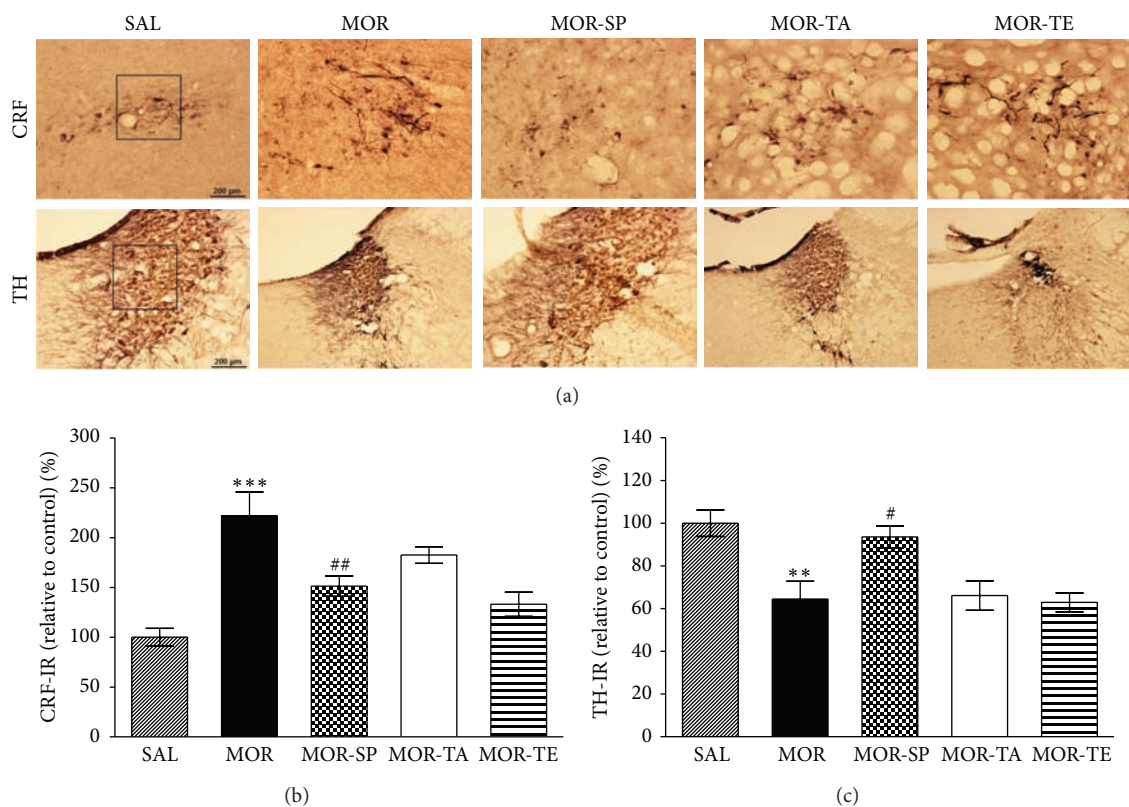 SAL MOR MOR-SP MOR-TA MOR-TE
CRF
200 μm
TH
200 μm
(a)
CRF-IR (relative to control) (%)
300
250
200
150
100
50
0
***
##
SAL MOR MOR-SP MOR-TA MOR-TE
(b)
TH-IR (relative to control) (%)
140
120
100
80
60
40
20
0
**
#
SAL MOR MOR-SP MOR-TA MOR-TE
(c)